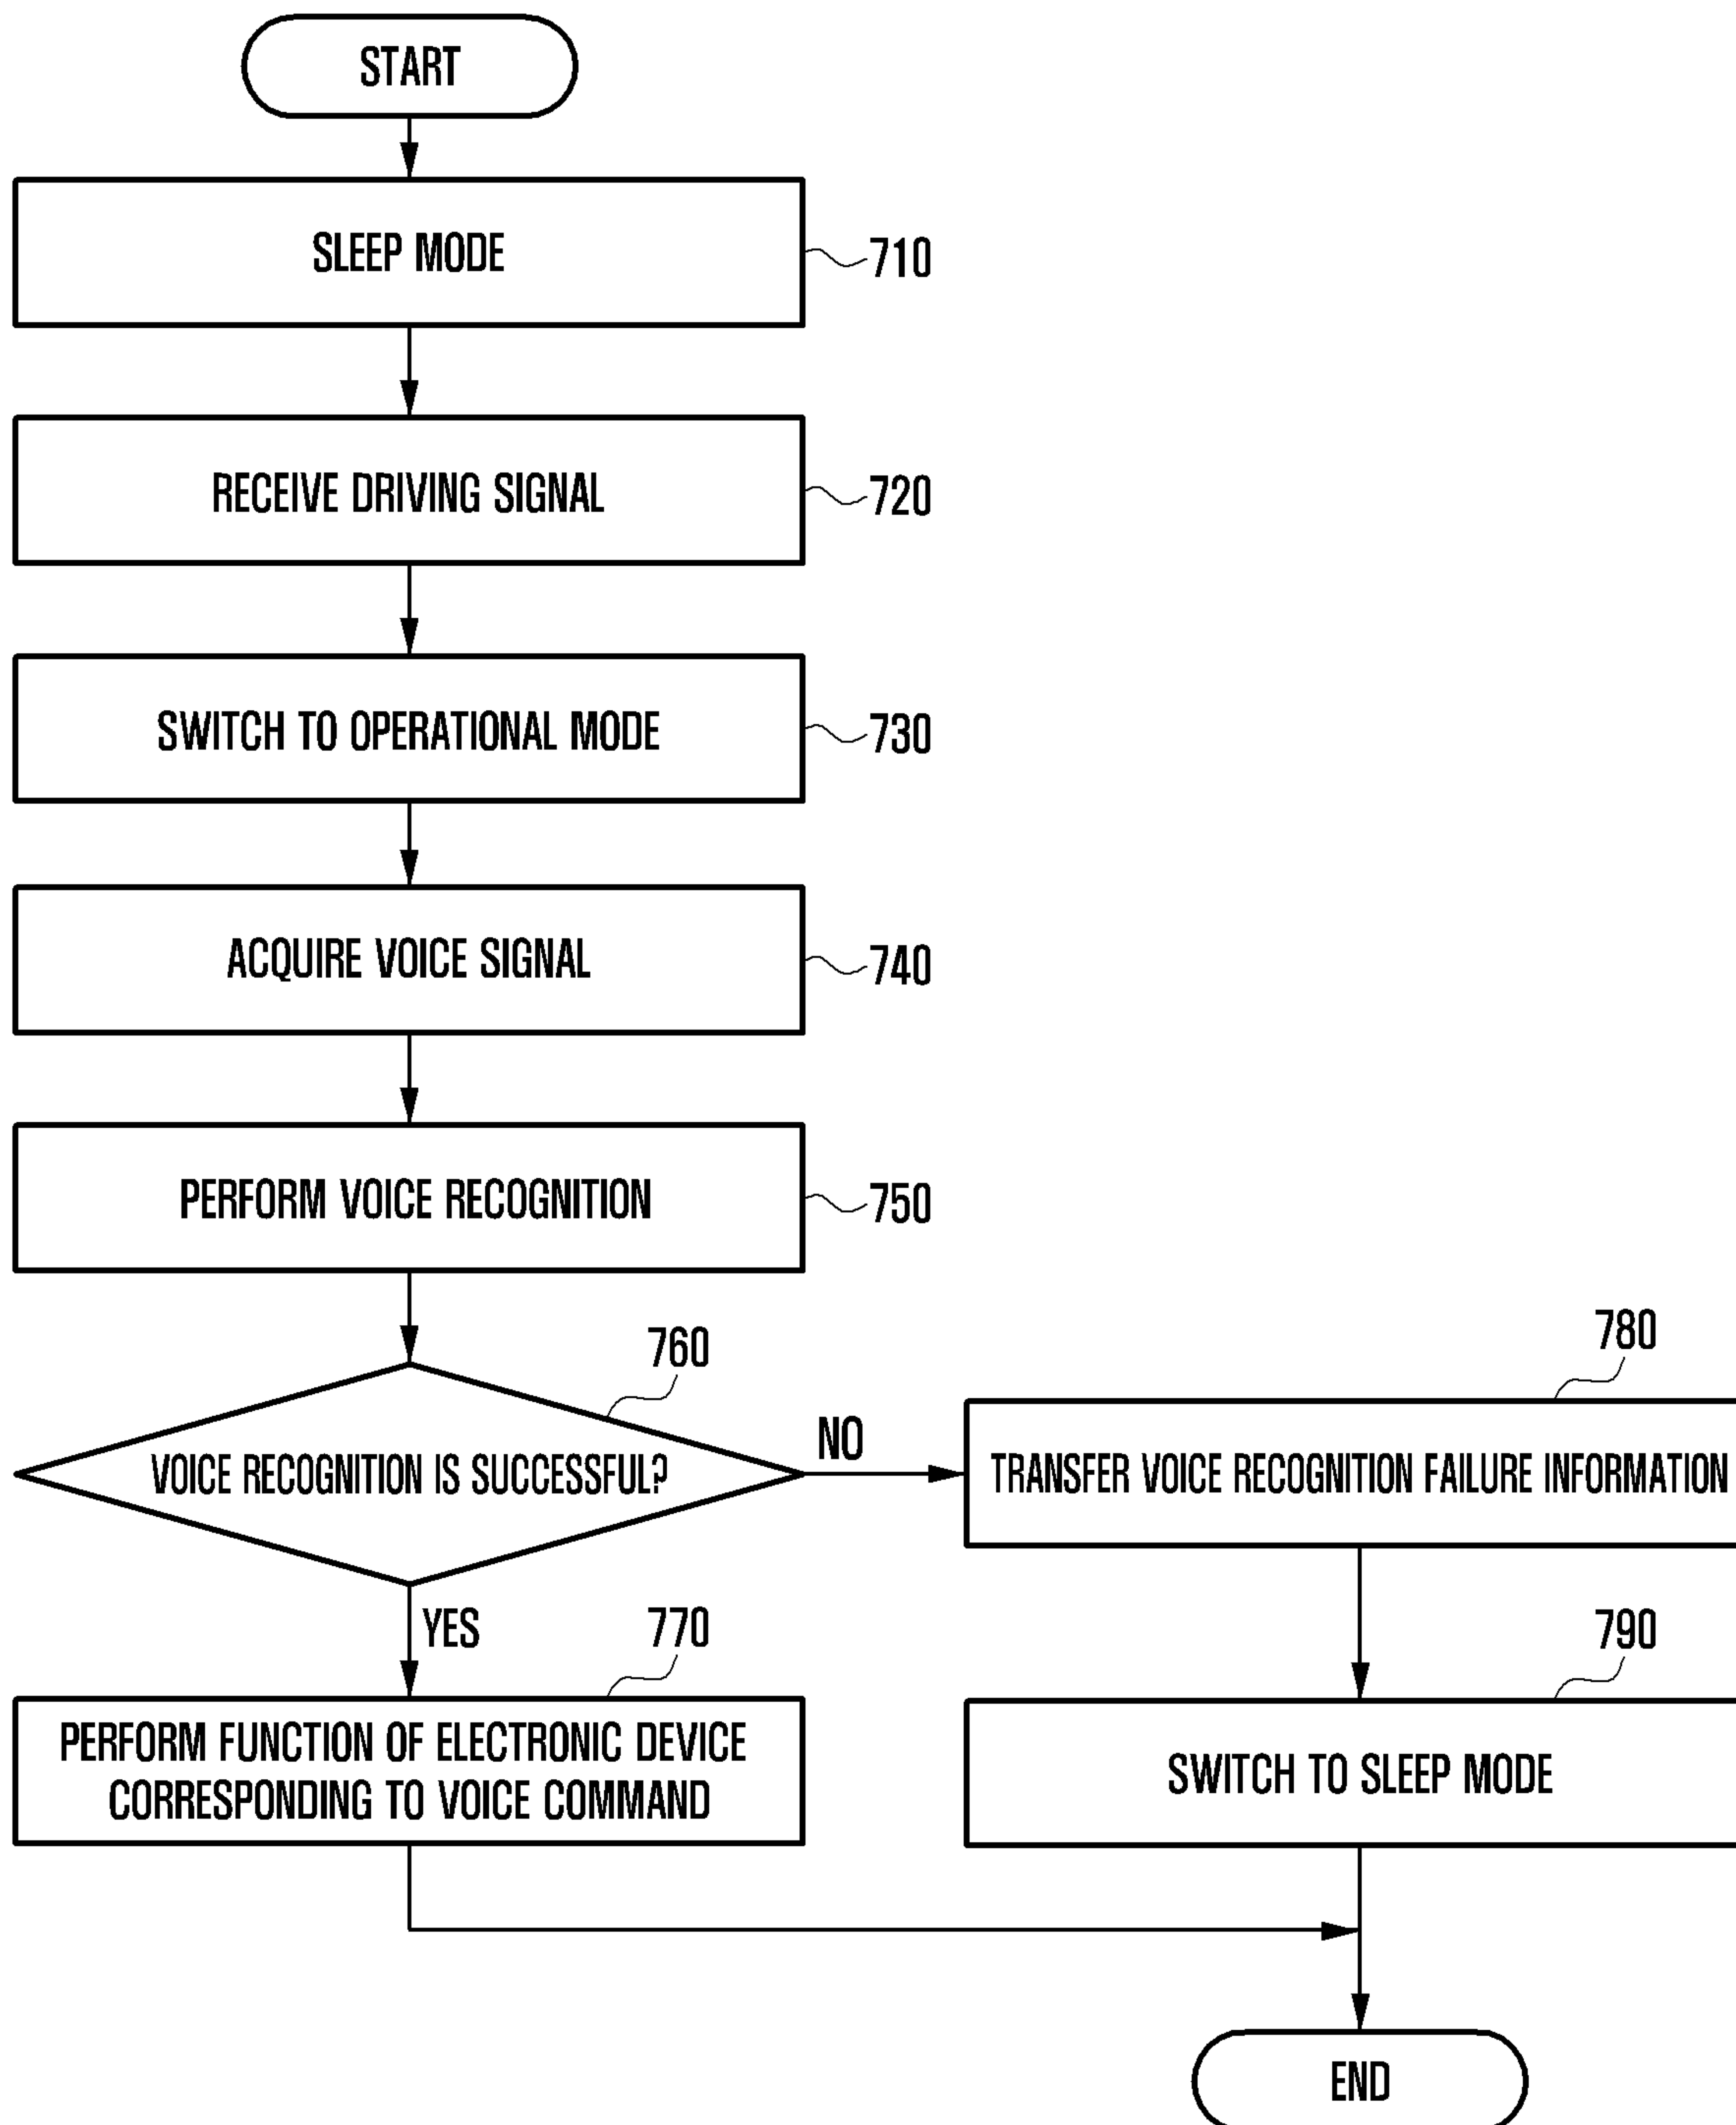 START
SLEEP MODE
710
RECEIVE DRIVING SIGNAL
720
SWITCH TO OPERATIONAL MODE
730
ACQUIRE VOICE SIGNAL
740
PERFORM VOICE RECOGNITION
750
760
VOICE RECOGNITION IS SUCCESSFUL?
NO
780
TRANSFER VOICE RECOGNITION FAILURE INFORMATION
YES
770
PERFORM FUNCTION OF ELECTRONIC DEVICE
CORRESPONDING TO VOICE COMMAND
790
SWITCH TO SLEEP MODE
END